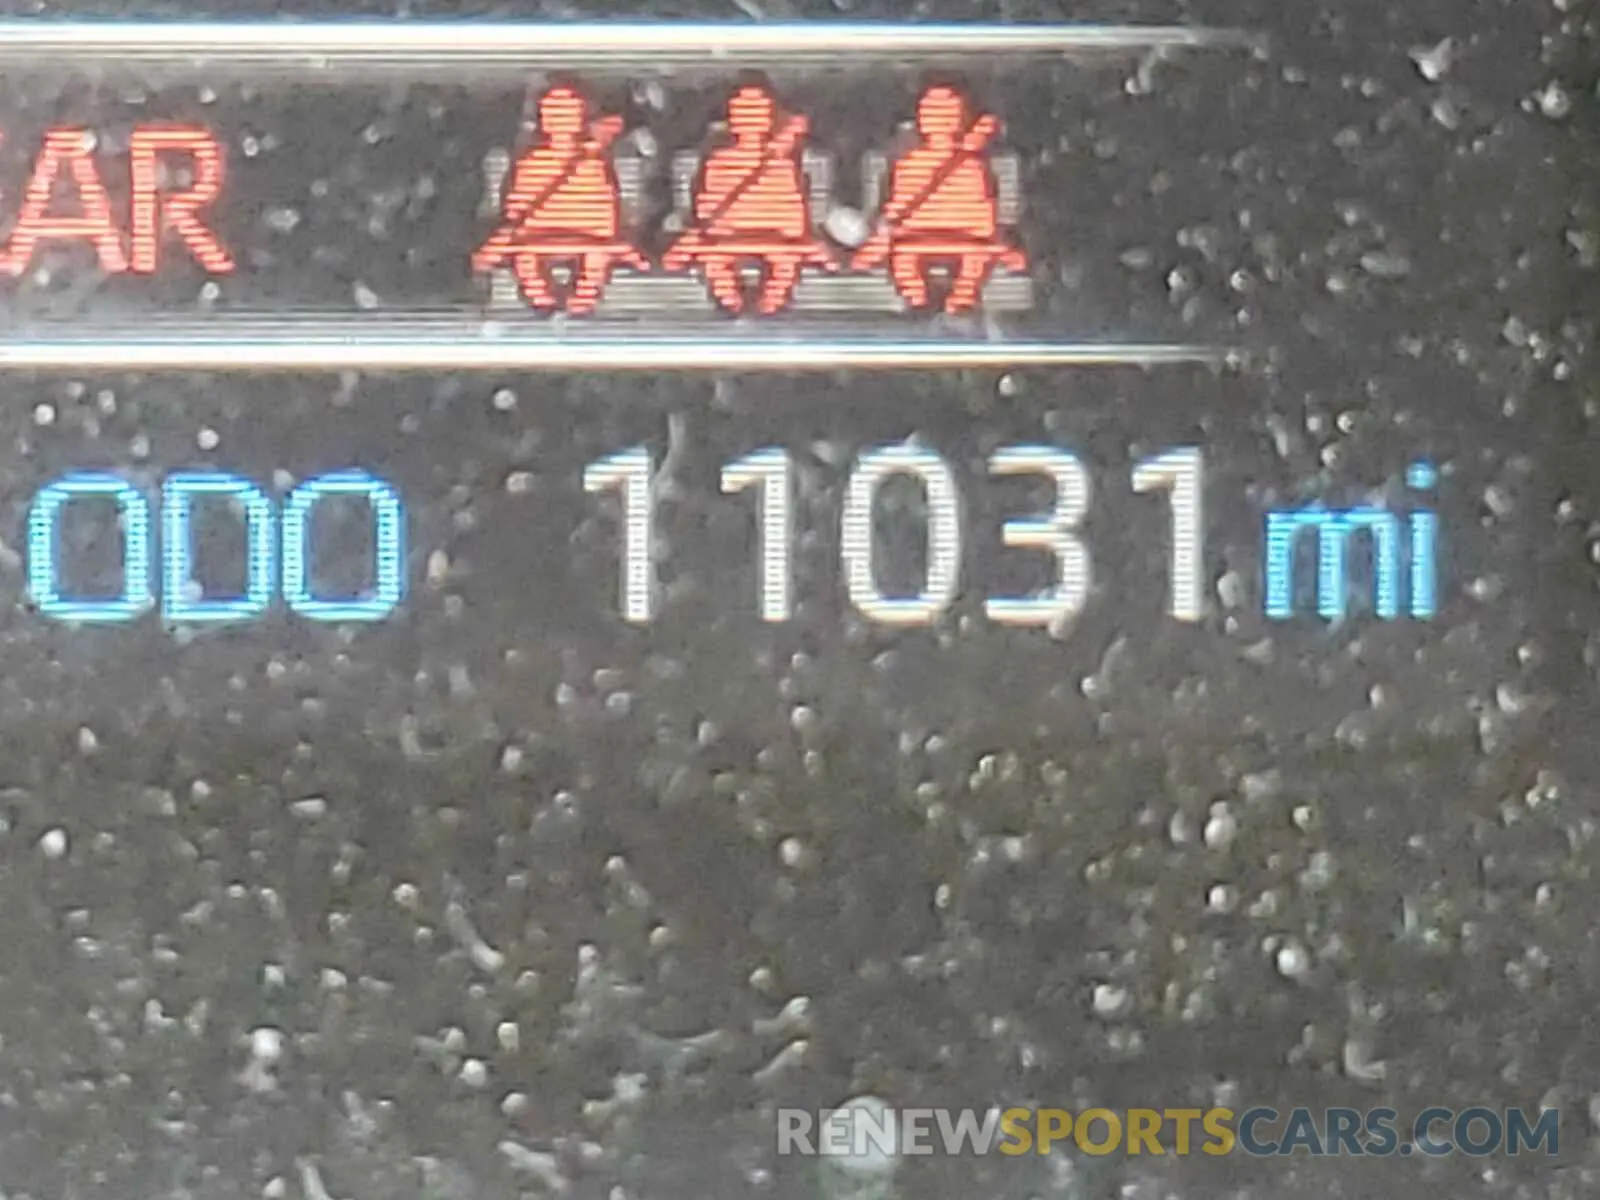 AR
ODO 11031 mi
RENEWSPORTSCARS.COM